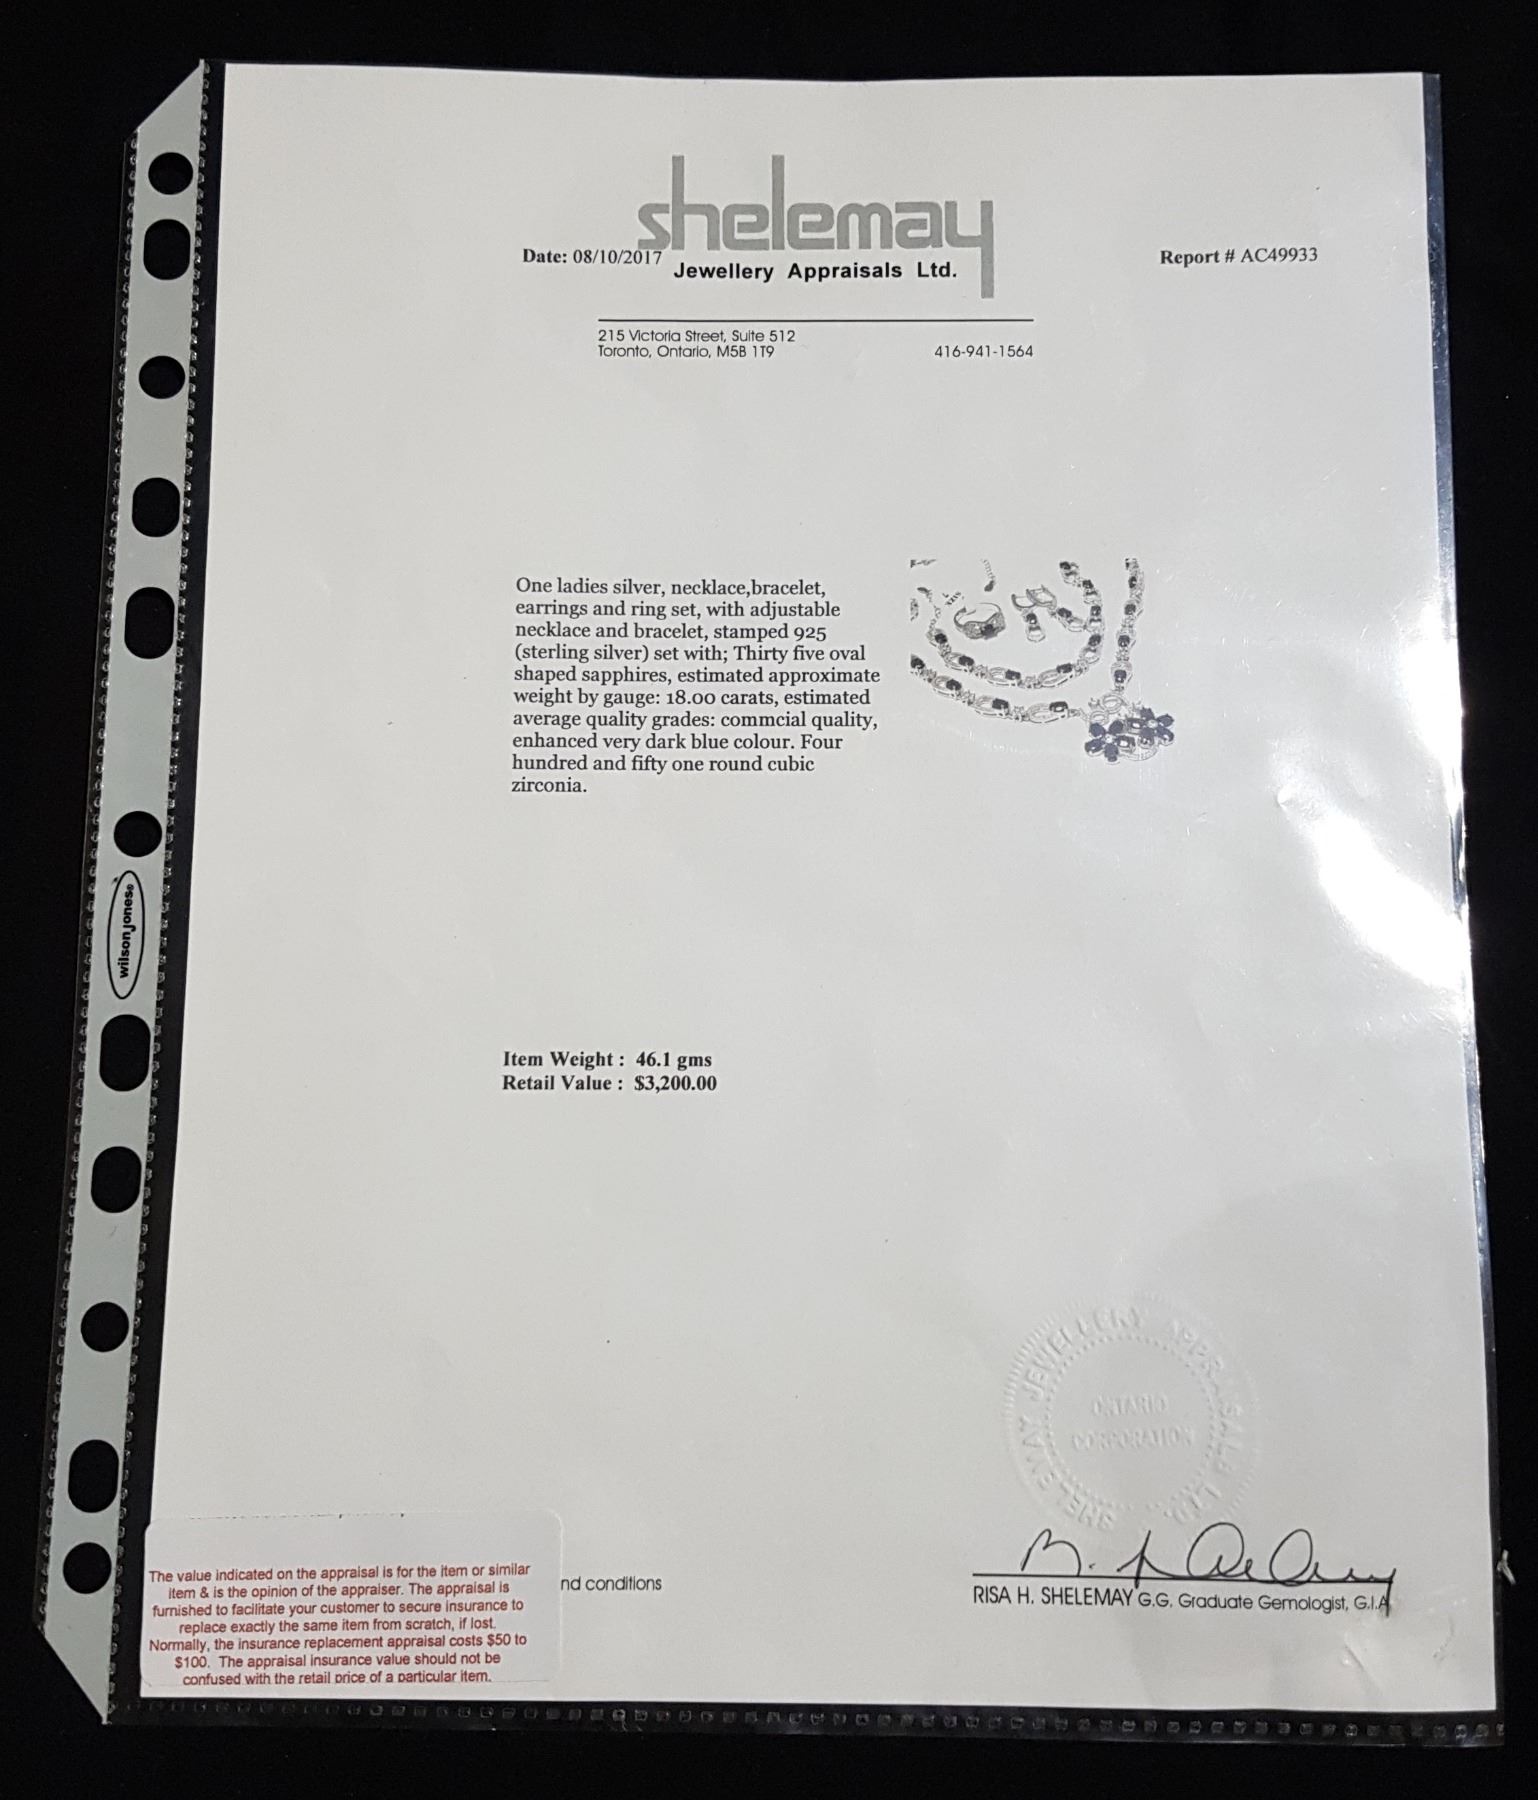 shelemay
Date: 08/10/2017
Jewellery Appraisals Ltd.
Report # AC49933
215 Victoria Street, Suite 512
Toronto, Ontario, M5B 1T9
416-941-1564
One ladies silver, necklace,bracelet,
earrings and ring set, with adjustable
necklace and bracelet, stamped 925
(sterling silver) set with; Thirty five oval
shaped sapphires, estimated approximate
weight by gauge: 18.00 carats, estimated
average quality grades: commcial quality,
enhanced very dark blue colour. Four
hundred and fifty one round cubic
zirconia.
wilsonjones®
Item Weight : 46.1 gms
Retail Value : $3,200.00
SHELEMAY JEWELLERY APPRAISALS LTD.
ONTARIO
CORPORATION
The value indicated on the appraisal is for the item or similar
item & is the opinion of the appraiser. The appraisal is
furnished to facilitate your customer to secure insurance to
replace exactly the same item from scratch, if lost.
Normally, the insurance replacement appraisal costs $50 to
$100. The appraisal insurance value should not be
confused with the retail price of a particular item.
nd conditions
RISA H. SHELEMAY G.G. Graduate Gemologist, G.I.A